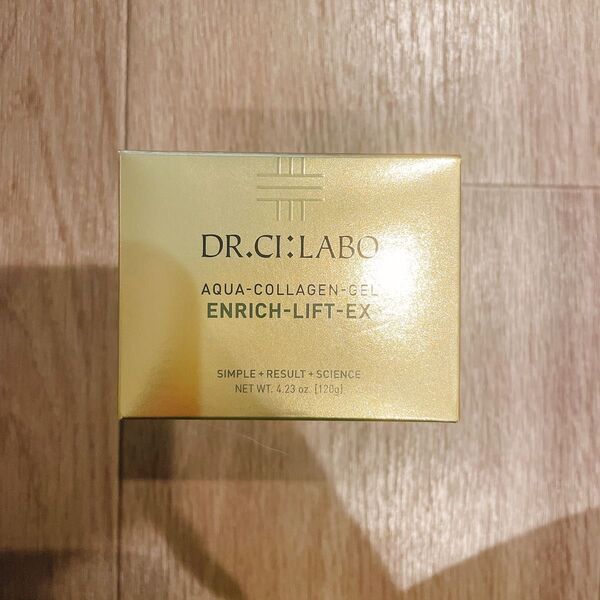 DR.CI:LABO
AQUA-COLLAGEN-GEL
ENRICH-LIFT-EX
SIMPLE + RESULT + SCIENCE
NET WT. 4.23 oz. [120g]